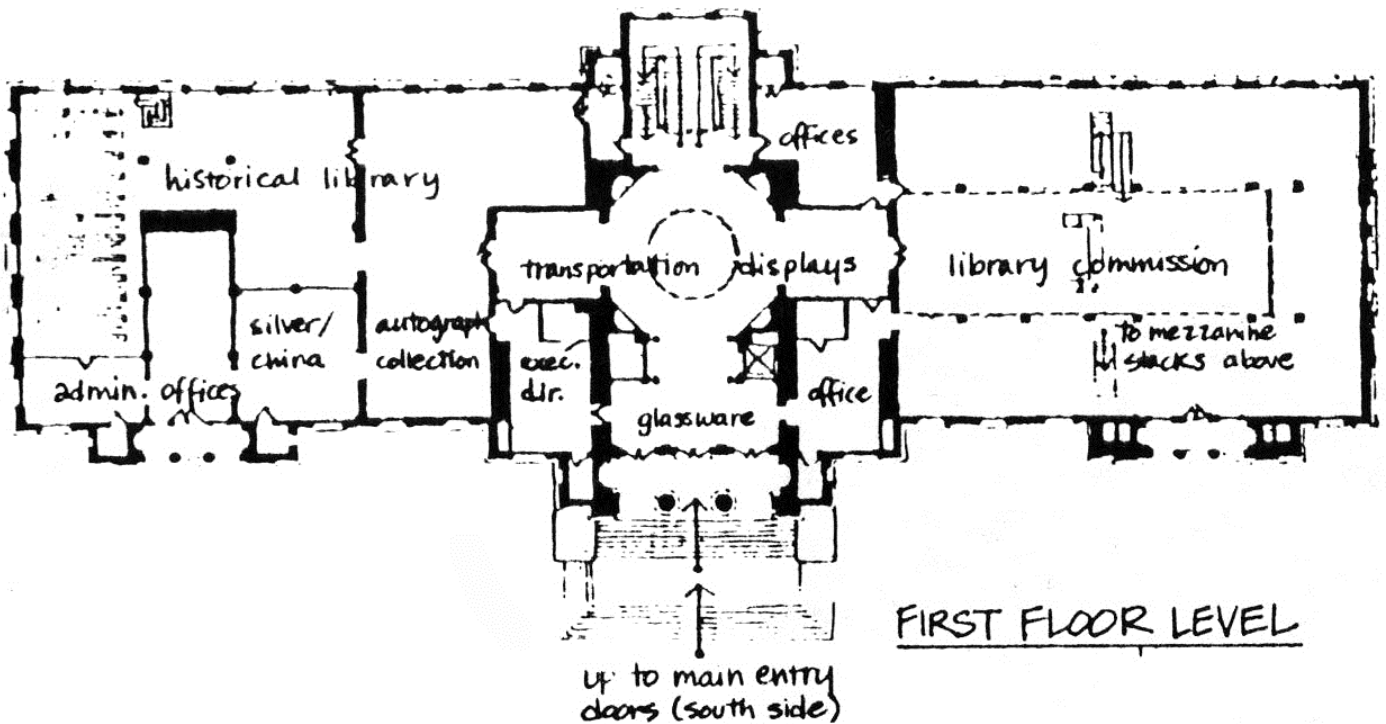 offices
historical library
transportation displays
library commission
silver/
china
autograph
collection
exec.
dir.
to mezzanine
stacks above
admin. offices
office
glassware
FIRST FLOOR LEVEL
up to main entry
doors (south side)